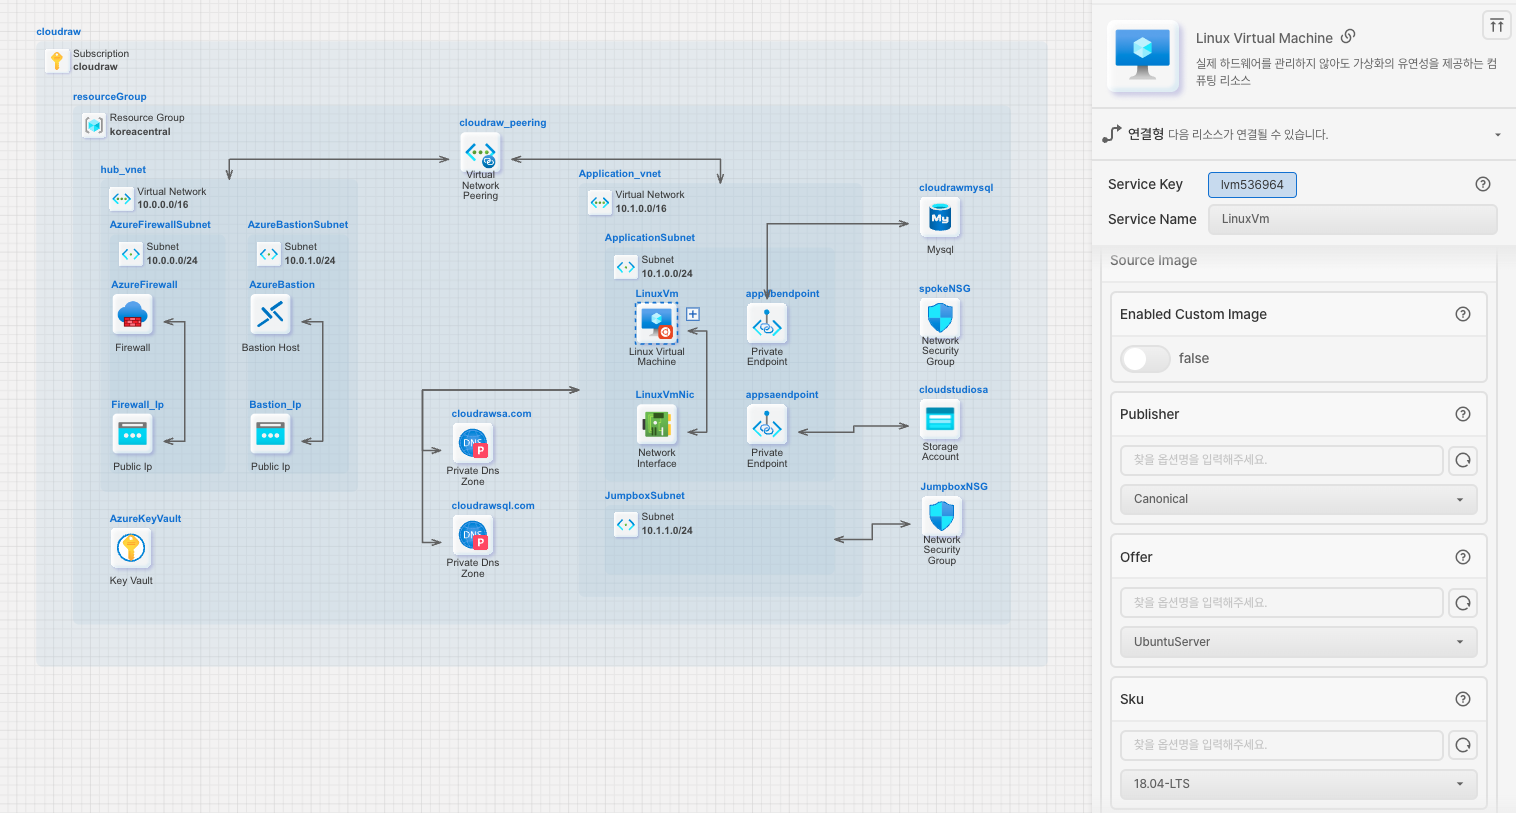 cloudraw
Subscription
cloudraw
resourceGroup
Resource Group
koreacentral
cloudraw_peering
Virtual
Network
Peering
hub_vnet
Virtual Network
10.0.0.0/16
AzureFirewallSubnet
Subnet
10.0.0.0/24
AzureFirewall
Firewall
Firewall_Ip
Public Ip
AzureBastionSubnet
Subnet
10.0.1.0/24
AzureBastion
Bastion Host
Bastion_Ip
Public Ip
AzureKeyVault
Key Vault
cloudrawsa.com
DNS
P
Private Dns
Zone
cloudrawsql.com
DNS
P
Private Dns
Zone
Application_vnet
Virtual Network
10.1.0.0/16
ApplicationSubnet
Subnet
10.1.0.0/24
LinuxVm
Linux Virtual
Machine
LinuxVmNic
Network
Interface
Private
Endpoint
appsaendpoint
Private
Endpoint
JumpboxSubnet
Subnet
10.1.1.0/24
cloudrawmysql
My
Mysql
spokeNSG
Network
Security
Group
cloudstudiosa
Storage
Account
JumpboxNSG
Network
Security
Group
Linux Virtual Machine
실제 하드웨어를 관리하지 않아도 가상화의 유연성을 제공하는 컴
퓨팅 리소스
연결형 다음 리소스가 연결될 수 있습니다.
Service Key lvm536964
Service Name LinuxVm
Source Image
Enabled Custom Image
false
Publisher
찾을 옵션명을 입력해주세요.
Canonical
Offer
찾을 옵션명을 입력해주세요.
UbuntuServer
Sku
찾을 옵션명을 입력해주세요.
18.04-LTS